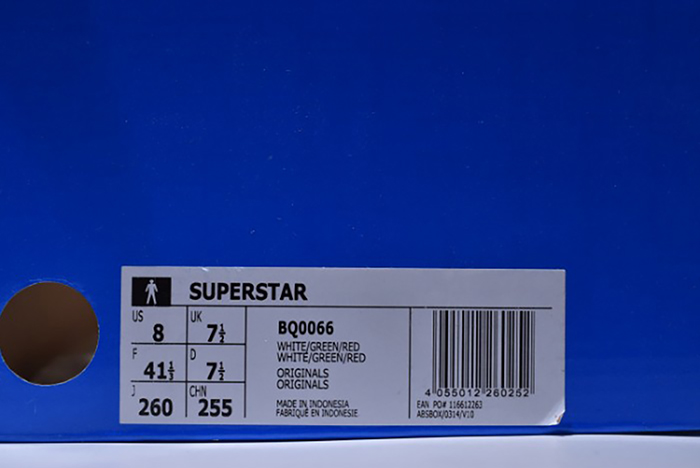 SUPERSTAR
US 8 UK 7½
F 41⅓ D 7½
J 260 CHN 255
BQ0066
WHITE/GREEN/RED
WHITE/GREEN/RED
ORIGINALS
ORIGINALS
MADE IN INDONESIA
FABRIQUÉ EN INDONESIE
4 055012 260252
EAN PO# 116612263
ABSBOX/0314/V10